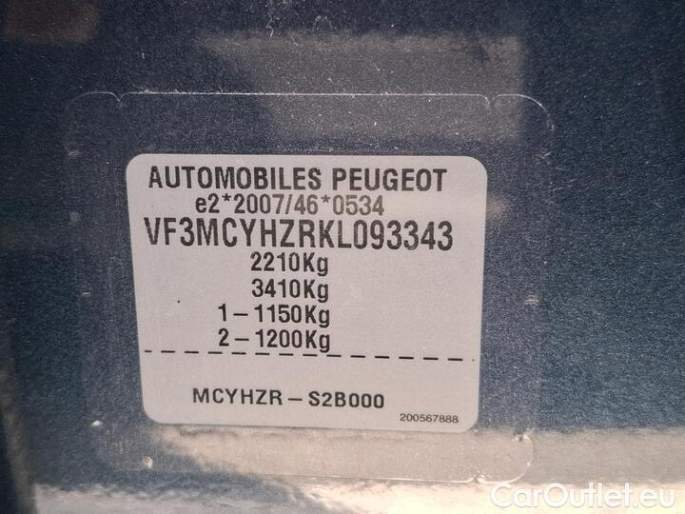 AUTOMOBILES PEUGEOT
e2*2007/46*0534
VF3MCYHZRKL093343
2210Kg
3410Kg
1-1150Kg
2-1200Kg
MCYHZR-S2B000
200567888
CarOutlet.eu